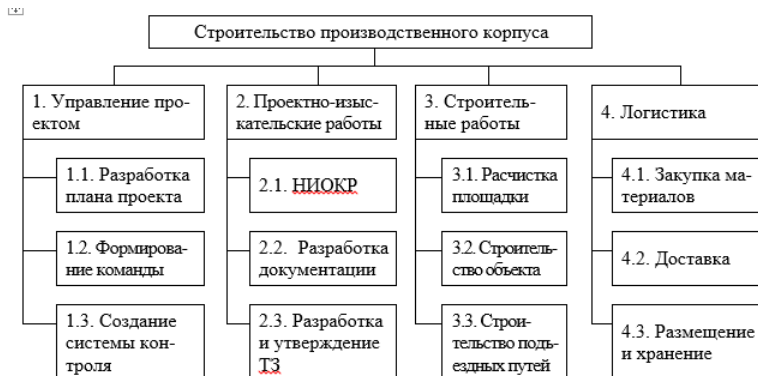 Строительство производственного корпуса
1. Управление про-
ектом
2. Проектно-изыс-
кательские работы
3. Строитель-
ные работы
4. Логистика
1.1. Разработка
плана проекта
2.1. НИОКР
3.1. Расчистка
площадки
4.1. Закупка ма-
териалов
1.2. Формирова-
ние команды
2.2. Разработка
документации
3.2. Строитель-
ство объекта
4.2. Доставка
1.3. Создание
системы кон-
троля
2.3. Разработка
и утверждение
ТЗ
3.3. Строи-
тельство подъ-
ездных путей
4.3. Размещение
и хранение